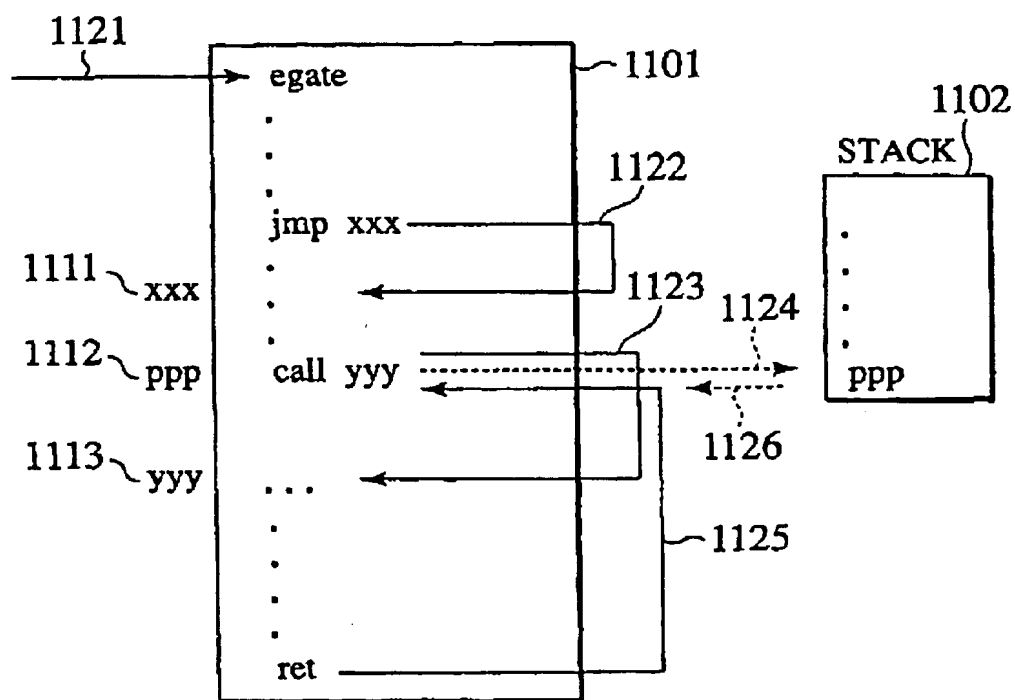 1121
egate
1101
1102
STACK
1122
jmp xxx
1111
xxx
1123
1124
1112
ppp
call yyy
ppp
1126
1113
yyy
...
1125
ret